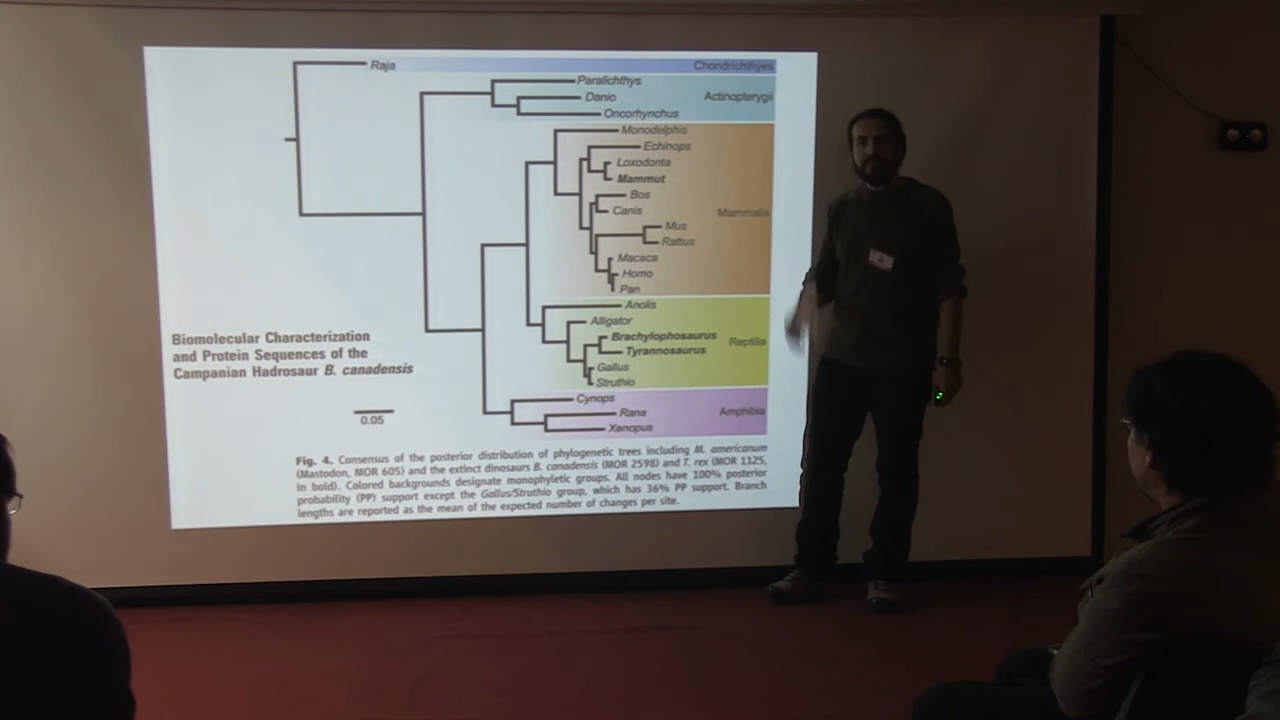 Raja
Chondrichthyes
Paralichthys
Danio
Actinopterygii
Oncorhynchus
Monodelphis
Echinops
Loxodonta
Mammut
Bos
Canis
Mammalia
Mus
Rattus
Macaca
Homo
Pan
Anolis
Alligator
Brachylophosaurus
Reptilia
Tyrannosaurus
Gallus
Struthio
Cynops
Rana
Amphibia
Xenopus
Biomolecular Characterization
and Protein Sequences of the
Campanian Hadrosaur B. canadensis
0.05
Fig. 4. Consensus of the posterior distribution of phylogenetic trees including M. americanum
(Mastodon, MOR 605) and the extinct dinosaurs B. canadensis (MOR 2598) and T. rex (MOR 1125,
in bold). Colored backgrounds designate monophyletic groups. All nodes have 100% posterior
probability (PP) support except the Gallus/Struthio group, which has 36% PP support. Branch
lengths are reported as the mean of the expected number of changes per site.